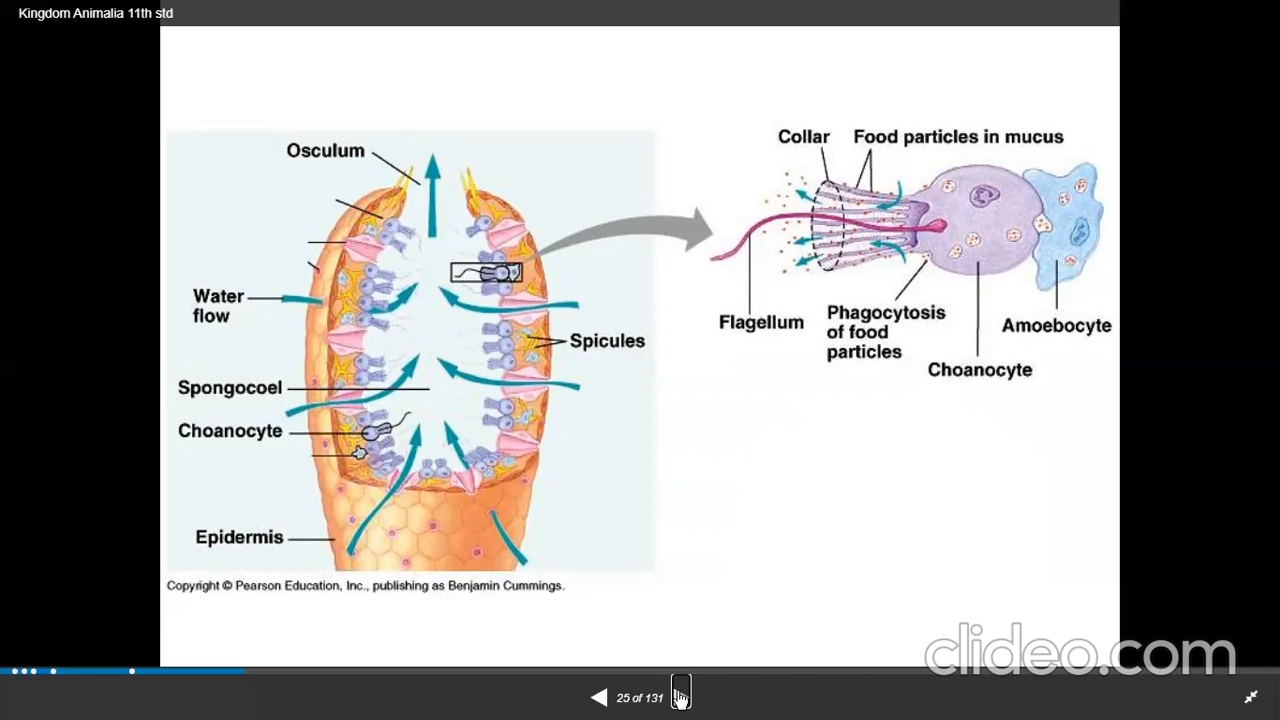 Kingdom Animalia 11th std
Osculum
Water
flow
Spongocoel
Choanocyte
Epidermis
Spicules
Collar
Food particles in mucus
Flagellum
Phagocytosis
of food
particles
Choanocyte
Amoebocyte
Copyright © Pearson Education, Inc., publishing as Benjamin Cummings.
clideo.com
25 of 131